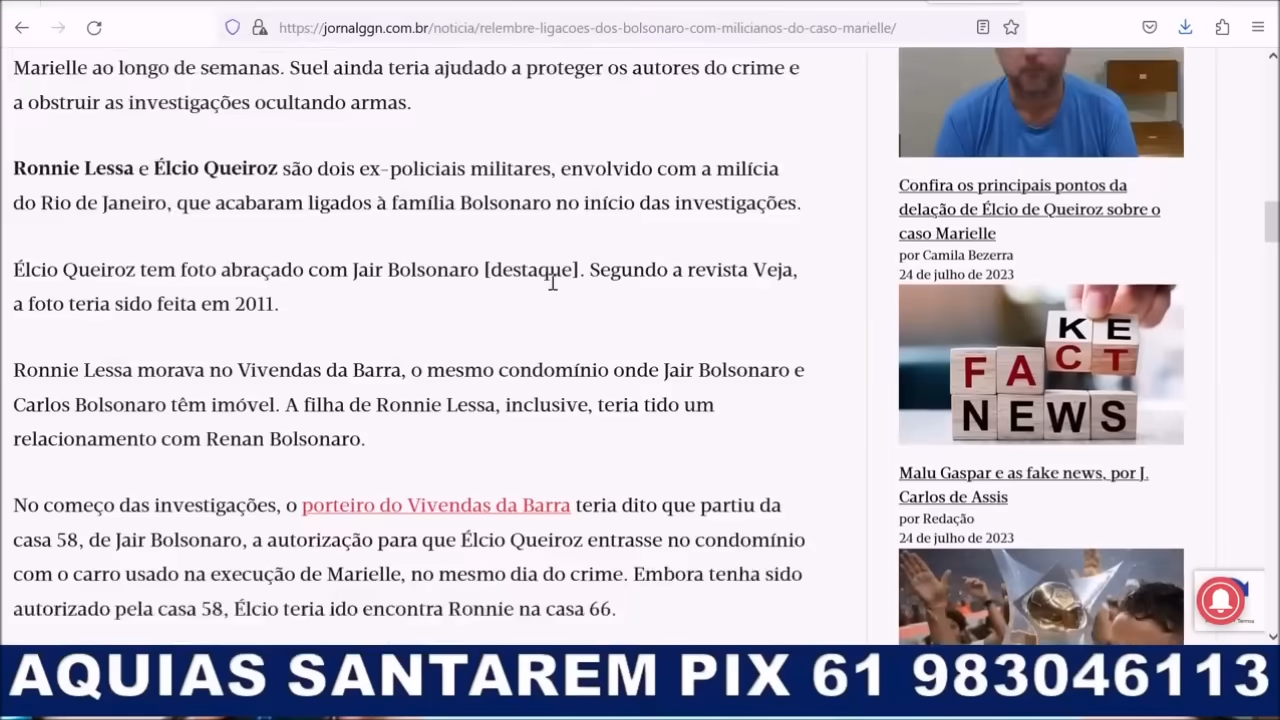 https://jornalggn.com.br/noticia/relembre-ligacoes-dos-bolsonaro-com-milicianos-do-caso-marielle/
Marielle ao longo de semanas. Suel ainda teria ajudado a proteger os autores do crime e
a obstruir as investigações ocultando armas.
Ronnie Lessa e Élcio Queiroz são dois ex-policiais militares, envolvido com a milícia
do Rio de Janeiro, que acabaram ligados à família Bolsonaro no início das investigações.
Élcio Queiroz tem foto abraçado com Jair Bolsonaro [destaque]. Segundo a revista Veja,
a foto teria sido feita em 2011.
Ronnie Lessa morava no Vivendas da Barra, o mesmo condomínio onde Jair Bolsonaro e
Carlos Bolsonaro têm imóvel. A filha de Ronnie Lessa, inclusive, teria tido um
relacionamento com Renan Bolsonaro.
No começo das investigações, o porteiro do Vivendas da Barra teria dito que partiu da
casa 58, de Jair Bolsonaro, a autorização para que Élcio Queiroz entrasse no condomínio
com o carro usado na execução de Marielle, no mesmo dia do crime. Embora tenha sido
autorizado pela casa 58, Élcio teria ido encontra Ronnie na casa 66.
Confira os principais pontos da
delação de Élcio de Queiroz sobre o
caso Marielle
por Camila Bezerra
24 de julho de 2023
KE
FACT
NEWS
Malu Gaspar e as fake news, por J.
Carlos de Assis
por Redação
24 de julho de 2023
AQUIAS SANTAREM PIX 61 983046113